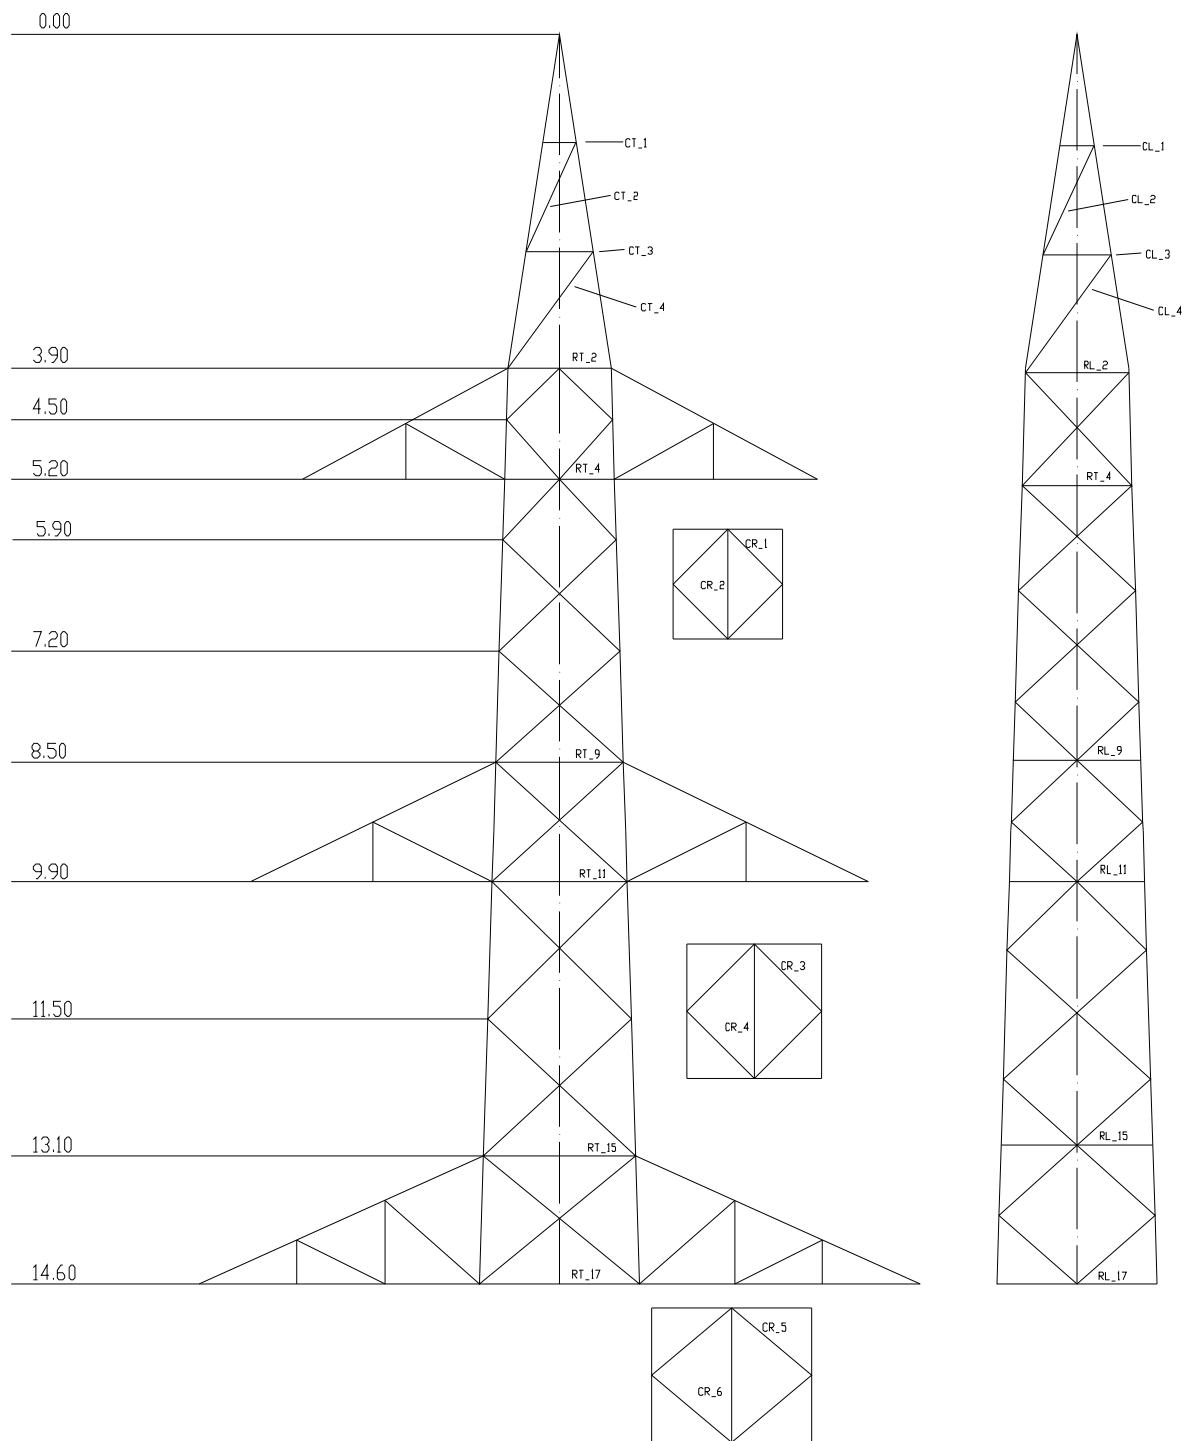 0.00
CT_1
CL_1
CT_2
CL_2
CT_3
CL_3
CT_4
CL_4
3.90
RT_2
RL_2
4.50
5.20
RT_4
RT_4
5.90
CR_1
CR_2
7.20
8.50
RT_9
RL_9
9.90
RT_11
RL_11
CR_3
11.50
CR_4
13.10
RT_15
RL_15
14.60
RT_17
RL_17
CR_5
CR_6